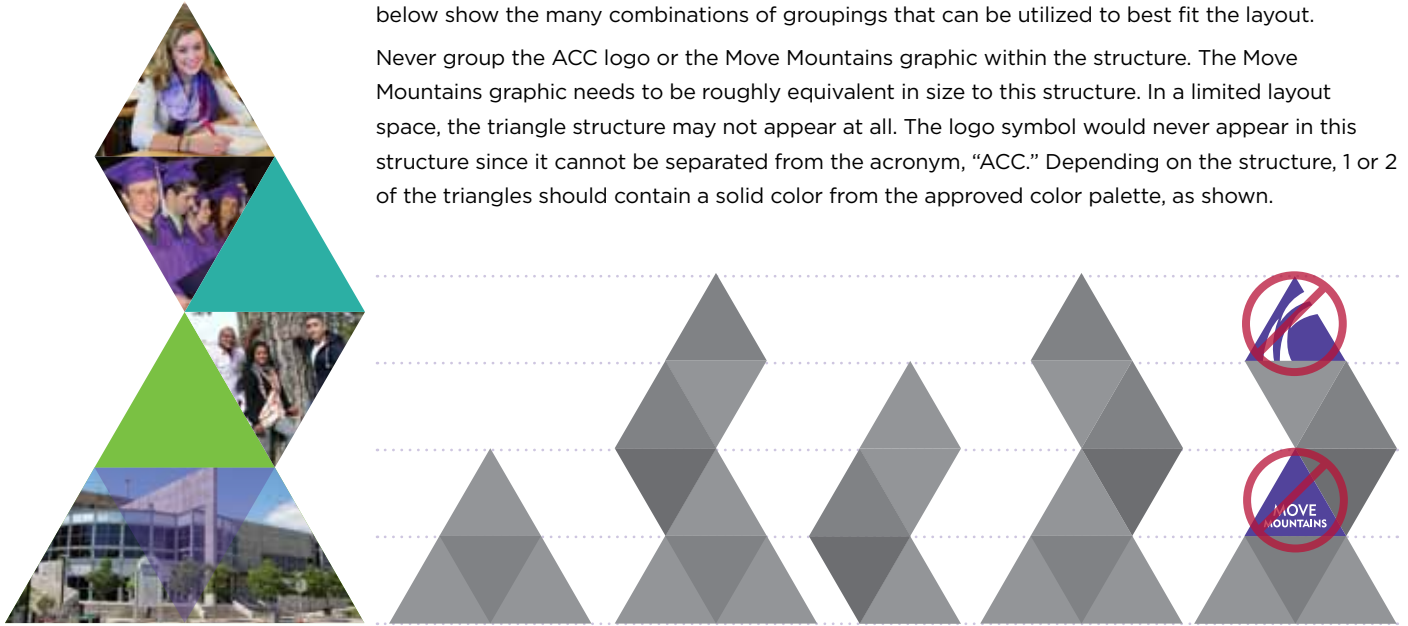 below show the many combinations of groupings that can be utilized to best fit the layout.
Never group the ACC logo or the Move Mountains graphic within the structure. The Move
Mountains graphic needs to be roughly equivalent in size to this structure. In a limited layout
space, the triangle structure may not appear at all. The logo symbol would never appear in this
structure since it cannot be separated from the acronym, “ACC.” Depending on the structure, 1 or 2
of the triangles should contain a solid color from the approved color palette, as shown.
MOVE
MOUNTAINS